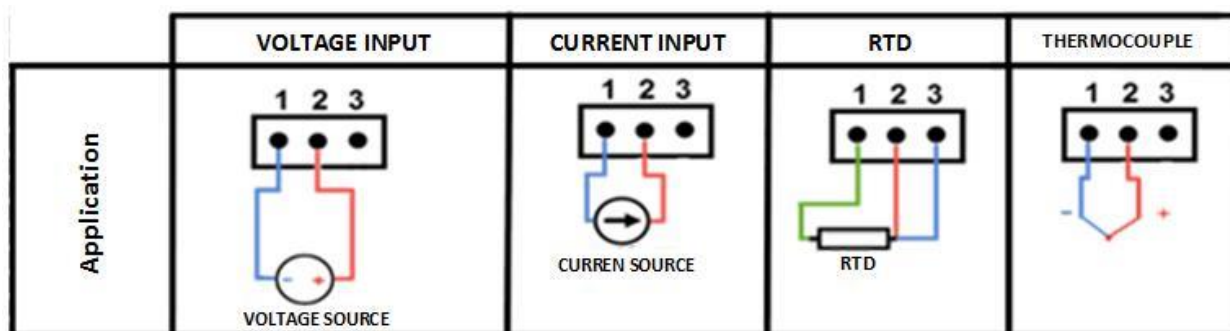 VOLTAGE INPUT
CURRENT INPUT
RTD
THERMOCOUPLE
Application
1 2 3
- +
VOLTAGE SOURCE
1 2 3
CURREN SOURCE
1 2 3
RTD
1 2 3
- +